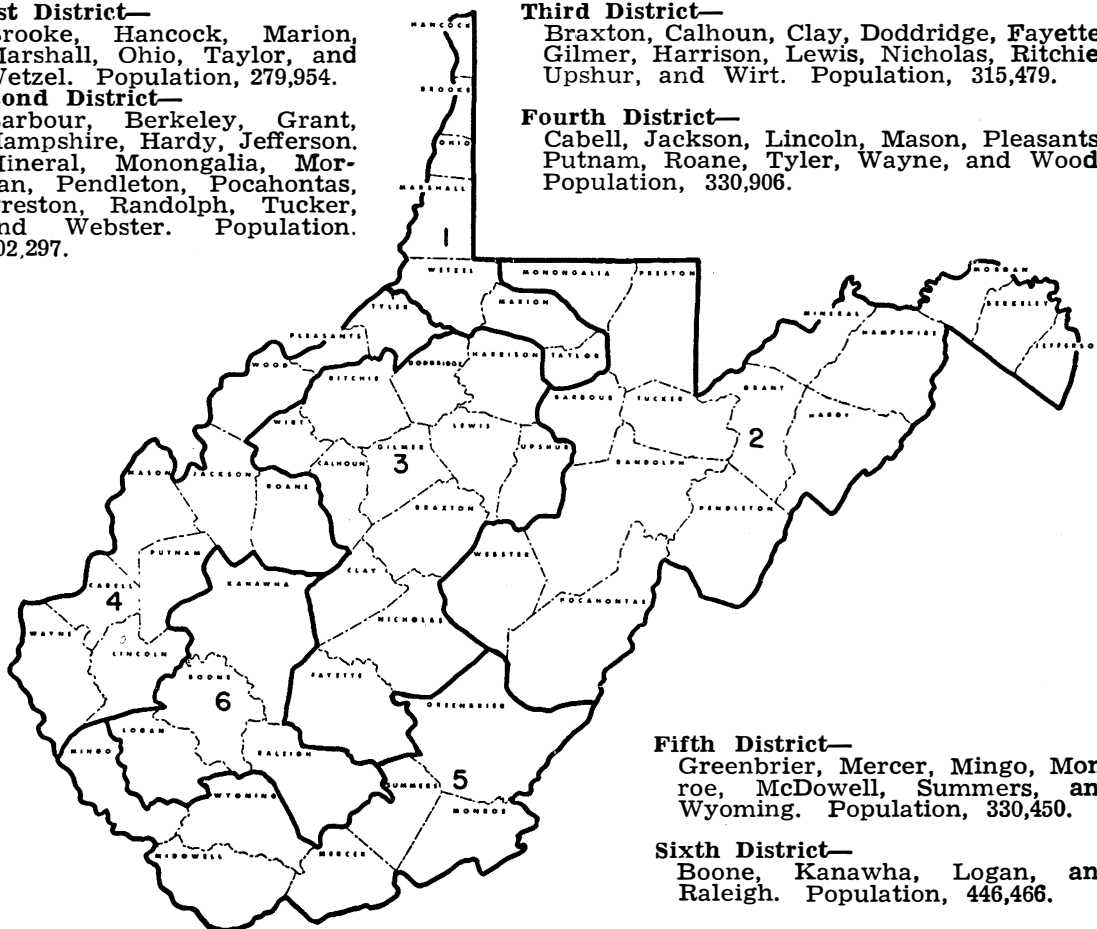 st District—
Brooke, Hancock, Marion,
Marshall, Ohio, Taylor, and
Wetzel. Population, 279,954.
ond District—
Barbour, Berkeley, Grant,
Hampshire, Hardy, Jefferson,
Mineral, Monongalia, Mor-
an, Pendleton, Pocahontas,
Preston, Randolph, Tucker,
and Webster. Population,
02,297.
Third District—
Braxton, Calhoun, Clay, Doddridge, Fayette
Gilmer, Harrison, Lewis, Nicholas, Ritchie
Upshur, and Wirt. Population, 315,479.
Fourth District—
Cabell, Jackson, Lincoln, Mason, Pleasants
Putnam, Roane, Tyler, Wayne, and Wood
Population, 330,906.
HANCOCK
BROOKE
OHIO
MARSHALL
1
WETZEL
MONONGALIA
PRESTON
MARION
TYLER
PLEASANTS
TAYLOR
HARRISON
DODDRIDGE
WOOD
RITCHIE
MORGAN
BERKELEY
JEFFERSON
MINERAL
HAMPSHIRE
GRANT
HARDY
BARBOUR
TUCKER
2
WIRT
GILMER
LEWIS
UPSHUR
CALHOUN
3
RANDOLPH
MASON
JACKSON
ROANE
BRAXTON
PENDLETON
PUTNAM
WEBSTER
CLAY
CABELL
KANAWHA
4
POCAHONTAS
NICHOLAS
WAYNE
LINCOLN
BOONE
FAYETTE
6
GREENBRIER
LOGAN
MINGO
RALEIGH
5
SUMMERS
WYOMING
MONROE
McDOWELL
MERCER
Fifth District—
Greenbrier, Mercer, Mingo, Mon
roe, McDowell, Summers, an
Wyoming. Population, 330,450.
Sixth District—
Boone, Kanawha, Logan, an
Raleigh. Population, 446,466.